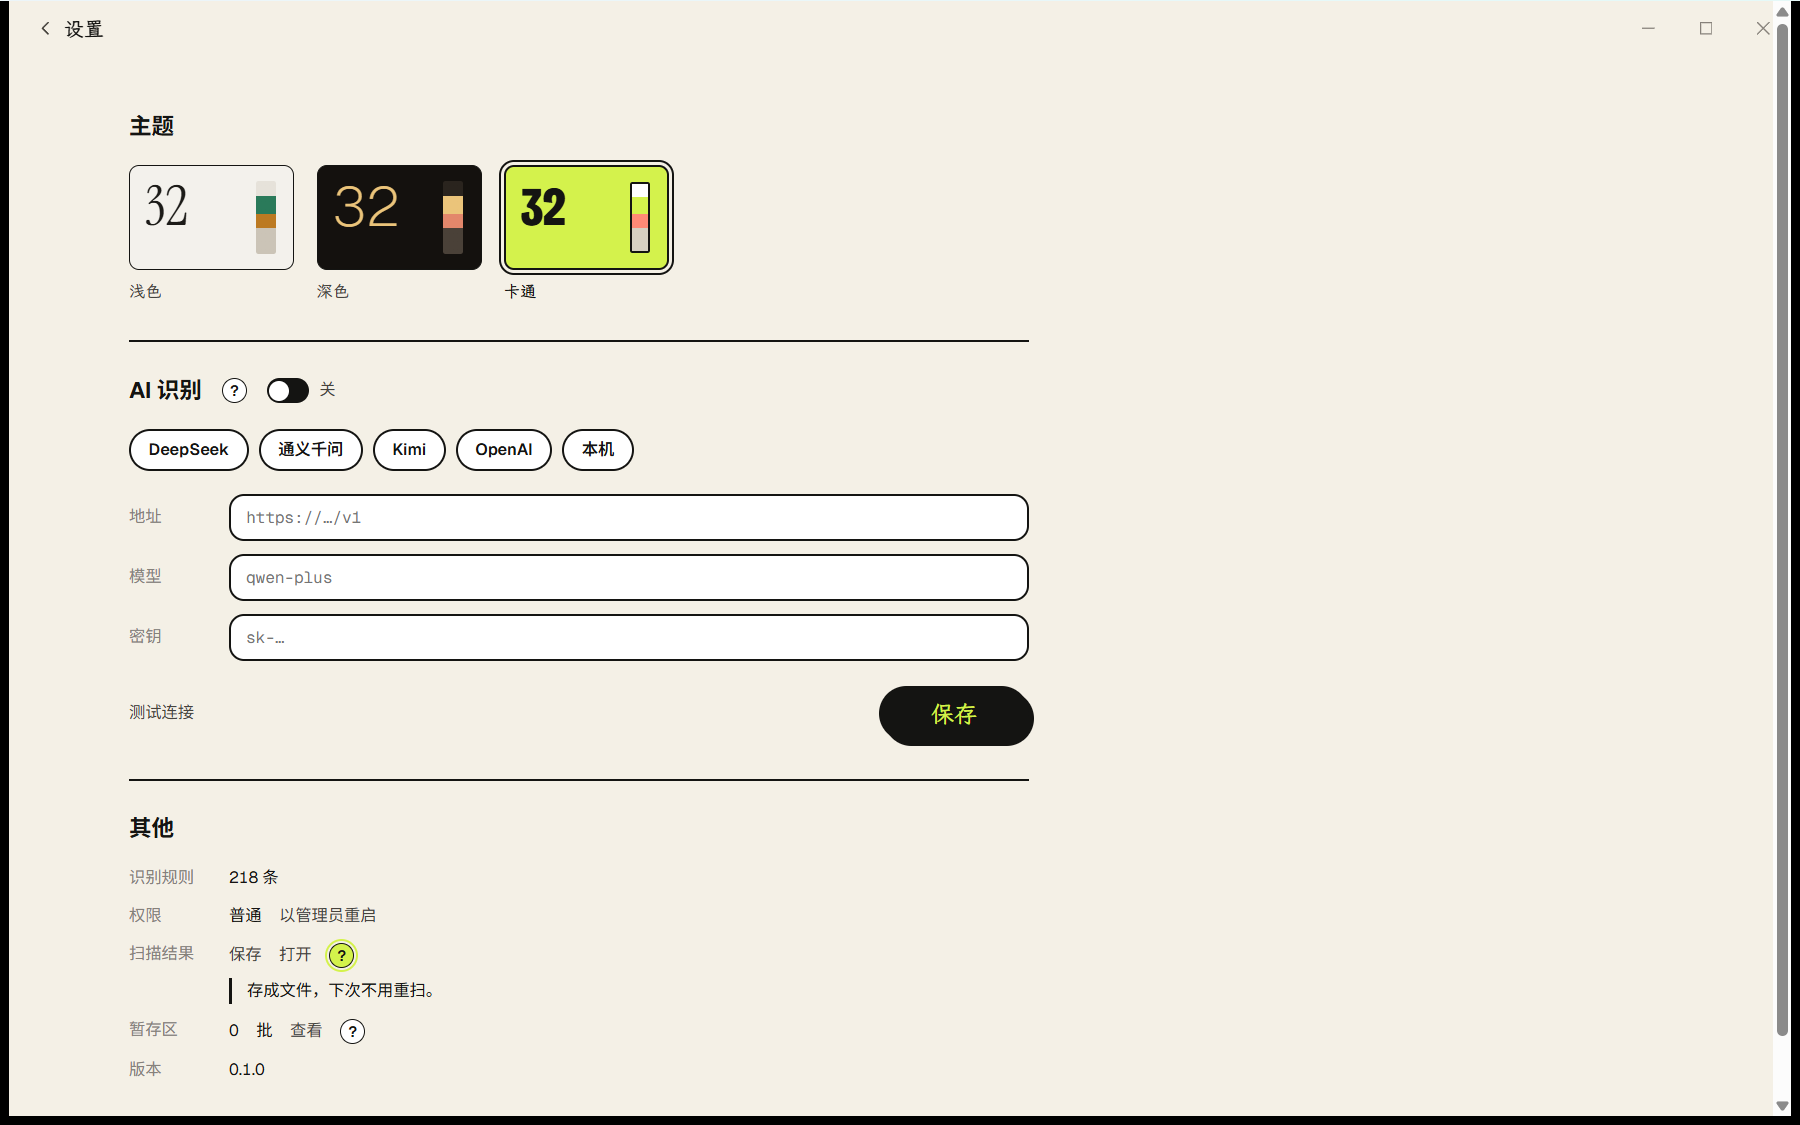 设置
主题
32 32 32
浅色 深色 卡通
AI 识别 ? 关
DeepSeek 通义千问 Kimi OpenAI 本机
地址 https://…/v1
模型 qwen-plus
密钥 sk-…
测试连接 保存
其他
识别规则 218 条
权限 普通 以管理员重启
扫描结果 保存 打开 ?
存成文件，下次不用重扫。
暂存区 0 批 查看 ?
版本 0.1.0